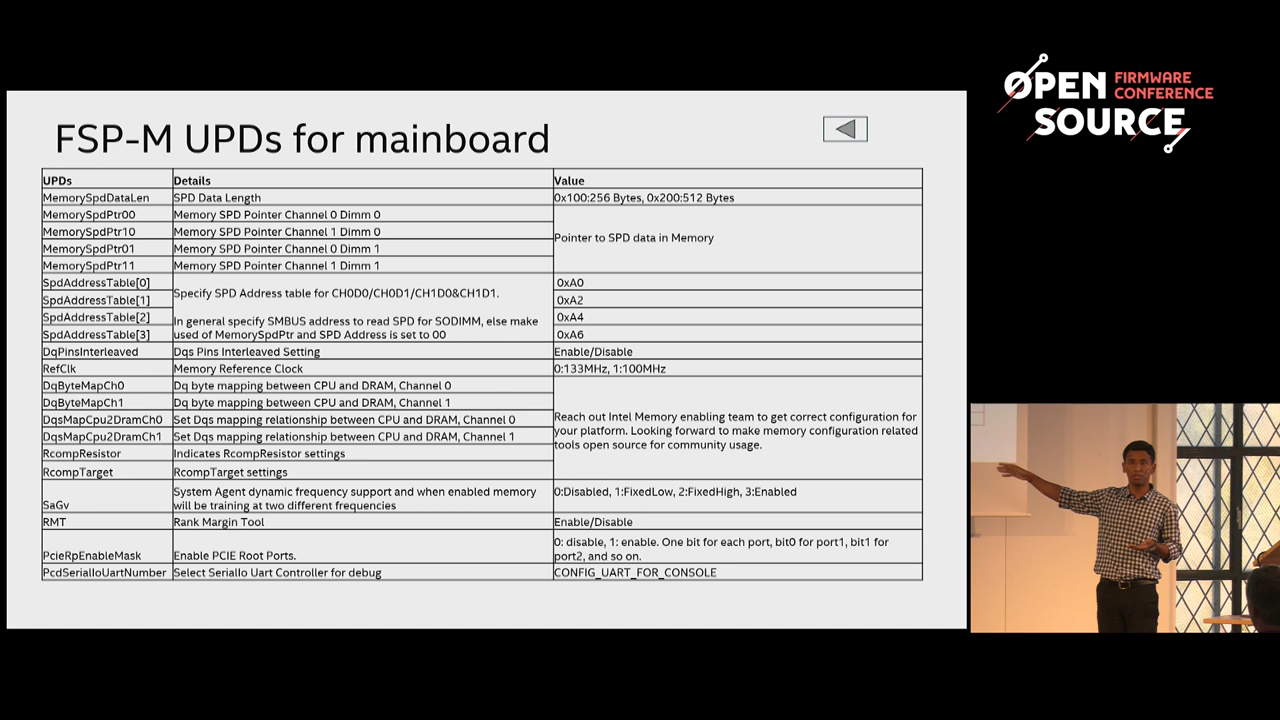 OPEN FIRMWARE
CONFERENCE
SOURCE
FSP-M UPDs for mainboard
UPDs Details Value
MemorySpdDataLen SPD Data Length 0x100:256 Bytes, 0x200:512 Bytes
MemorySpdPtr00 Memory SPD Pointer Channel 0 Dimm 0
MemorySpdPtr10 Memory SPD Pointer Channel 1 Dimm 0
Pointer to SPD data in Memory
MemorySpdPtr01 Memory SPD Pointer Channel 0 Dimm 1
MemorySpdPtr11 Memory SPD Pointer Channel 1 Dimm 1
SpdAddressTable[0] 0xA0
Specify SPD Address table for CH0D0/CH0D1/CH1D0&CH1D1.
SpdAddressTable[1] 0xA2
SpdAddressTable[2] In general specify SMBUS address to read SPD for SODIMM, else make 0xA4
SpdAddressTable[3] used of MemorySpdPtr and SPD Address is set to 00 0xA6
DqPinsInterleaved Dqs Pins Interleaved Setting Enable/Disable
RefClk Memory Reference Clock 0:133MHz, 1:100MHz
DqByteMapCh0 Dq byte mapping between CPU and DRAM, Channel 0
DqByteMapCh1 Dq byte mapping between CPU and DRAM, Channel 1
DqsMapCpu2DramCh0 Set Dqs mapping relationship between CPU and DRAM, Channel 0
DqsMapCpu2DramCh1 Set Dqs mapping relationship between CPU and DRAM, Channel 1
RcompResistor Indicates RcompResistor settings
RcompTarget RcompTarget settings
Reach out Intel Memory enabling team to get correct configuration for
your platform. Looking forward to make memory configuration related
tools open source for community usage.
System Agent dynamic frequency support and when enabled memory 0:Disabled, 1:FixedLow, 2:FixedHigh, 3:Enabled
SaGv will be training at two different frequencies
RMT Rank Margin Tool Enable/Disable
0: disable, 1: enable. One bit for each port, bit0 for port1, bit1 for
PcieRpEnableMask Enable PCIE Root Ports. port2, and so on.
PcdSerialIoUartNumber Select SerialIo Uart Controller for debug CONFIG_UART_FOR_CONSOLE